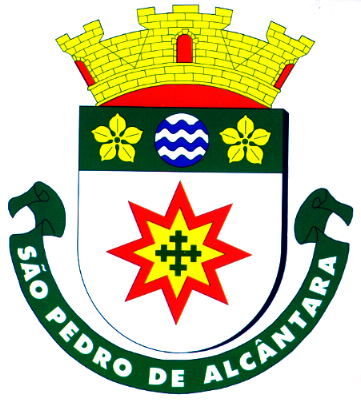 SÃO PEDRO DE ALCÂNTARA